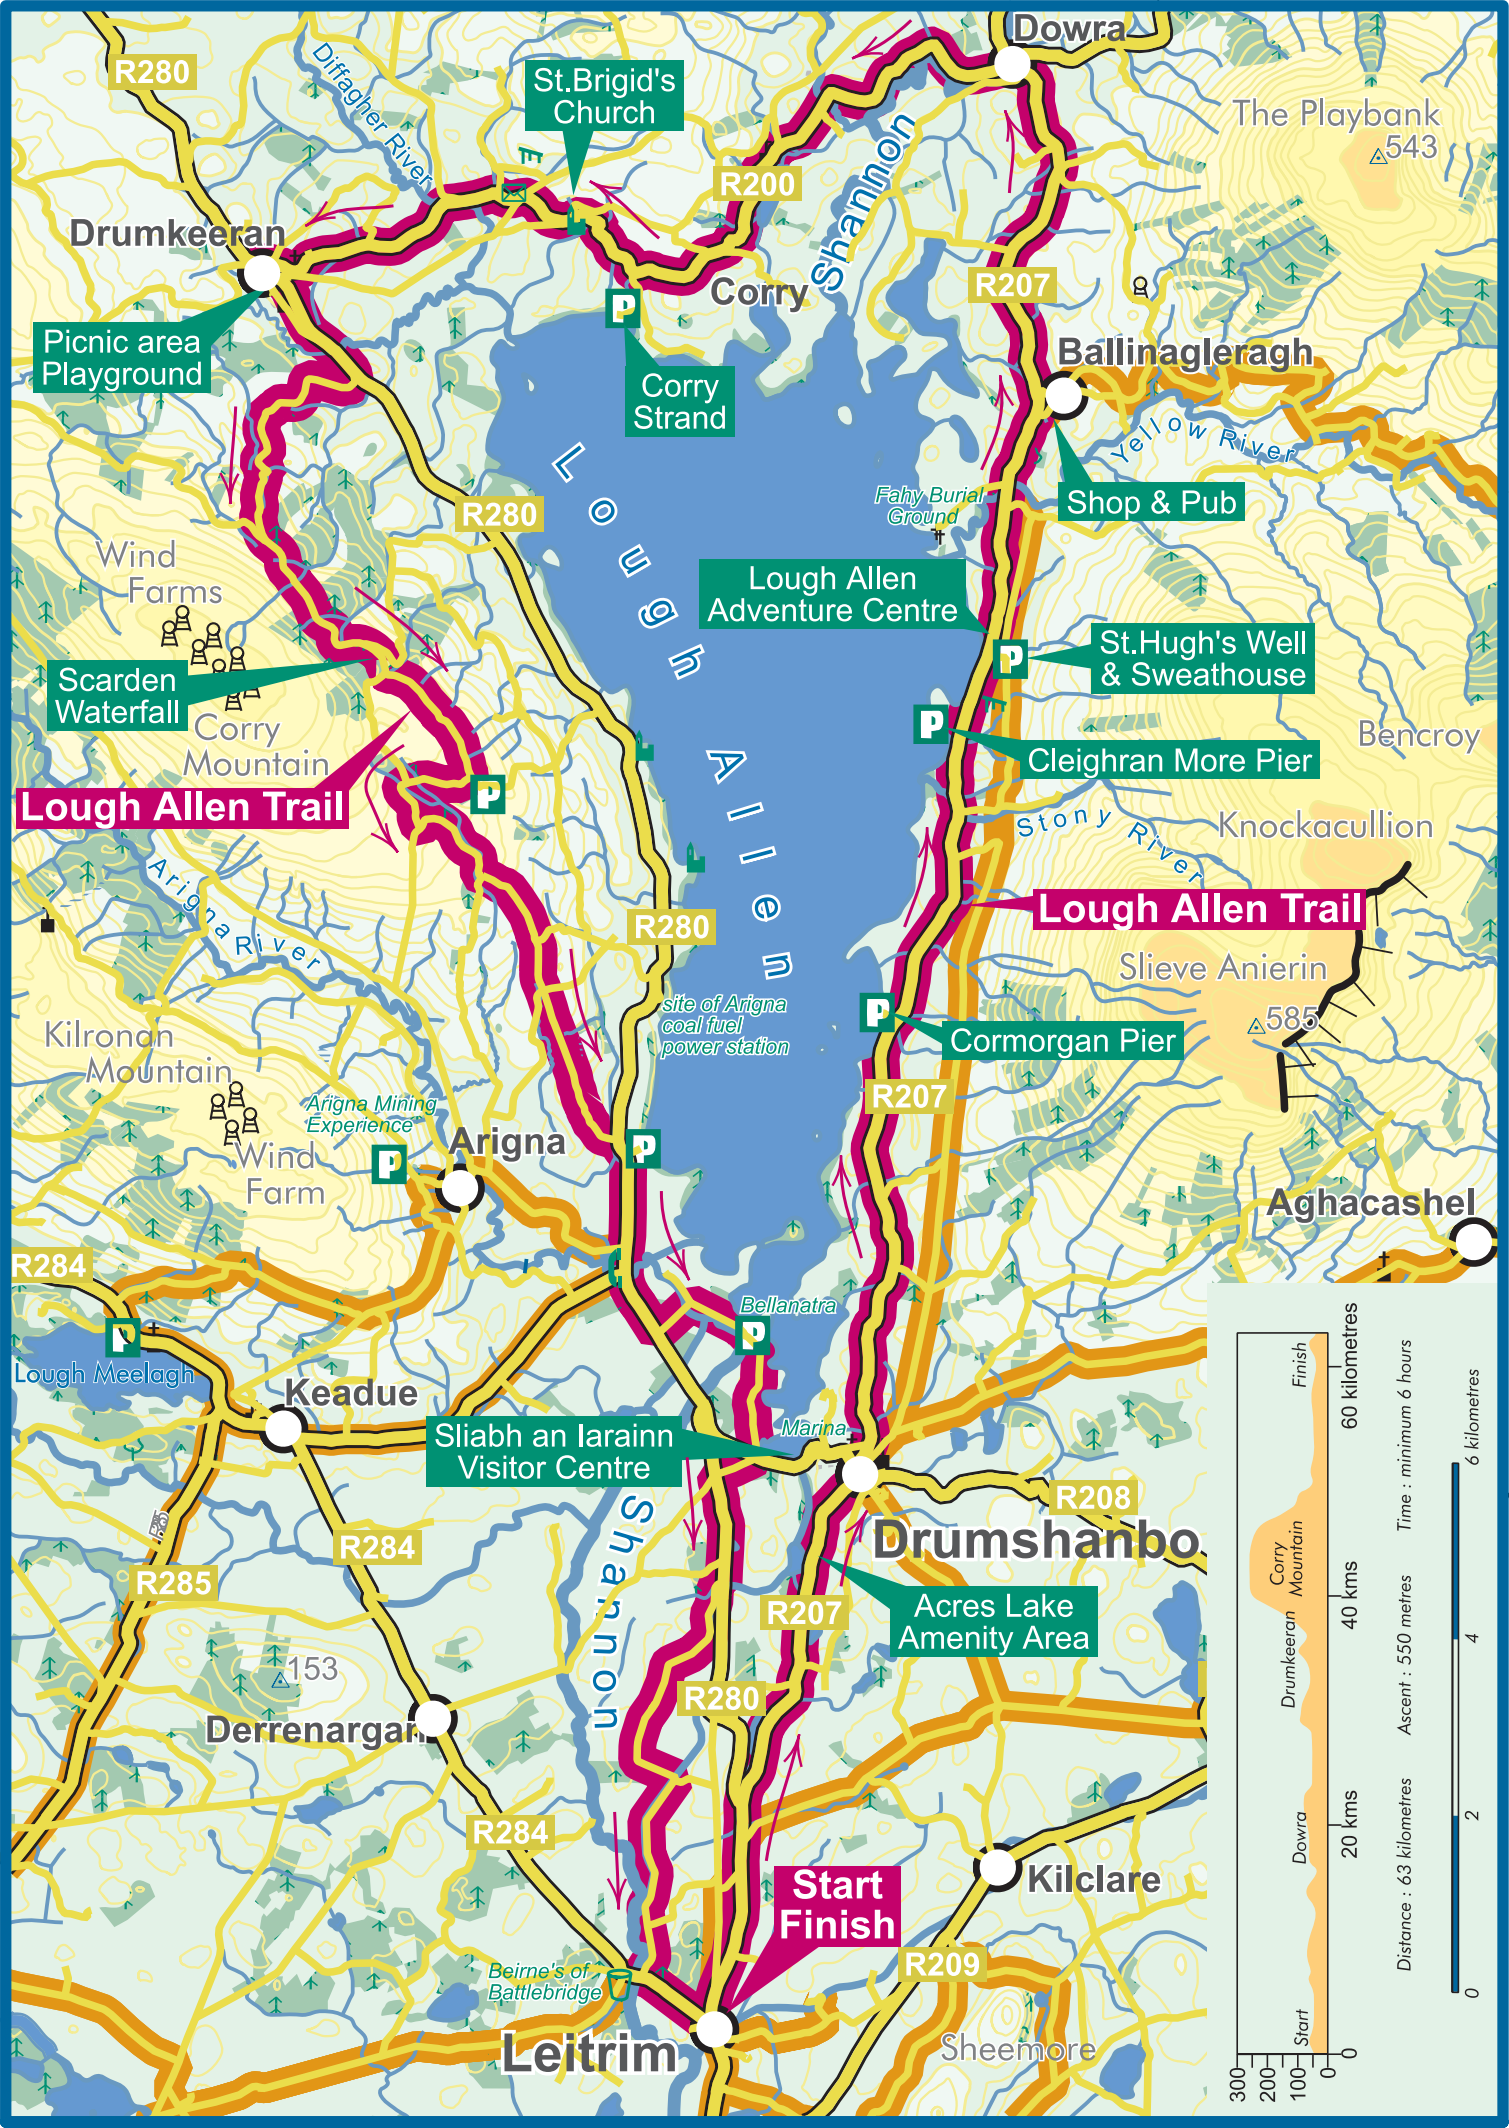 Dowra
R280
Diffagher River
St.Brigid's
Church
The Playbank
543
R200
Shannon
Drumkeeran
R207
Corry
Picnic area
Playground
Ballinagleragh
Corry
Strand
Yellow River
Lough Allen
R280
Fahy Burial
Ground
Shop & Pub
Wind
Farms
Lough Allen
Adventure Centre
St.Hugh's Well
& Sweathouse
Scarden
Waterfall
Corry
Mountain
Bencroy
Cleighran More Pier
Lough Allen Trail
Stony River
Knockacullion
Arigna River
Lough Allen Trail
R280
Slieve Anierin
585
site of Arigna
coal fuel
power station
Kilronan
Mountain
Cormorgan Pier
R207
Arigna Mining
Experience
Arigna
Wind
Farm
Aghacashel
R284
Bellanatra
Lough Meelagh
Keadue
Marina
Sliabh an Iarainn
Visitor Centre
Shannon
R208
Drumshanbo
R284
R285
R207
Acres Lake
Amenity Area
153
R280
Derrenargan
R284
Start
Finish
Kilclare
R209
Beirne's of
Battlebridge
Leitrim
Sheemore
P
P
P
P
P
P
P
P
P
E
E
E
Start
Dowra
Drumkeeran
Corry
Mountain
Finish
0
20 kms
40 kms
60 kilometres
300
200
100
0
Distance : 63 kilometres
Ascent : 550 metres
Time : minimum 6 hours
0
2
4
6 kilometres